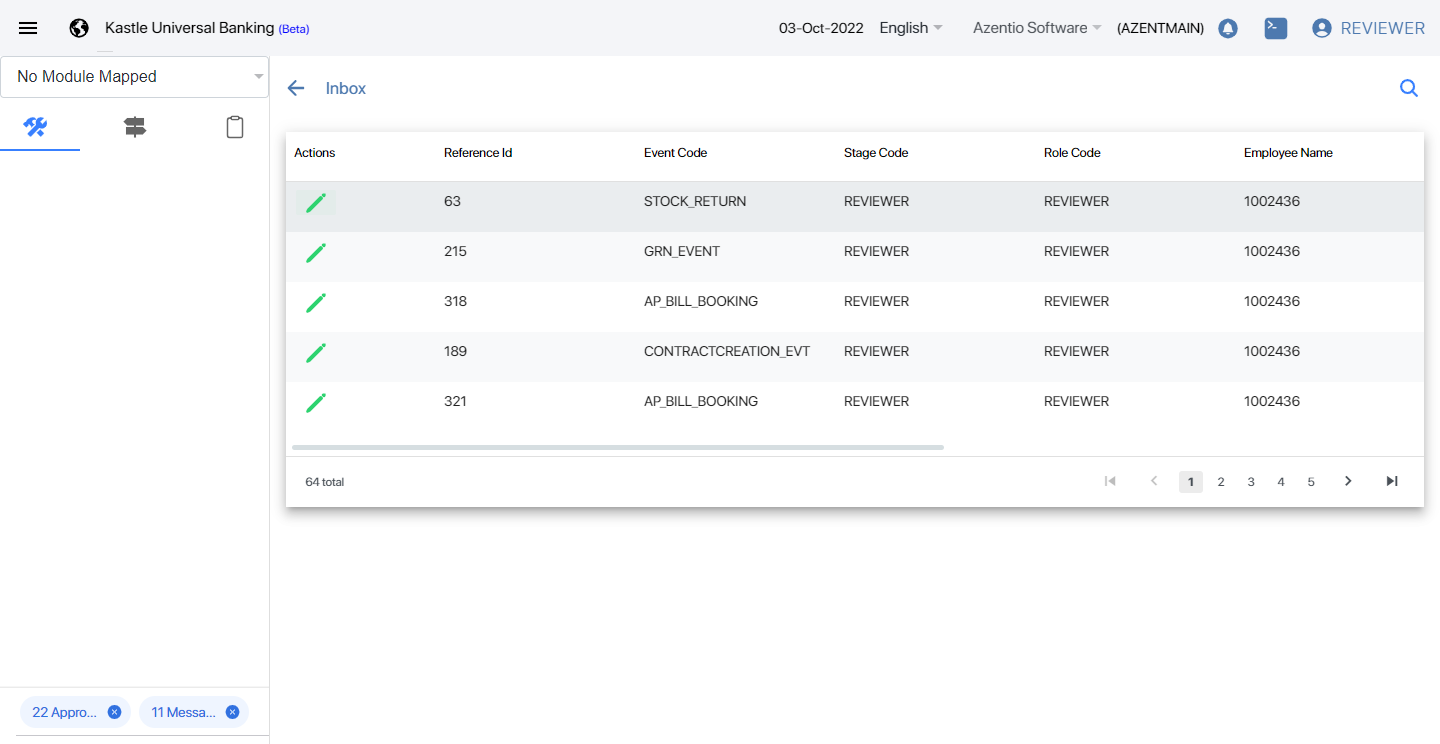 Kastle Universal Banking (Beta) 03-Oct-2022 English Azentio Software (AZENTMAIN) REVIEWER
No Module Mapped
Inbox
Actions Reference Id Event Code Stage Code Role Code Employee Name
63 STOCK_RETURN REVIEWER REVIEWER 1002436
215 GRN_EVENT REVIEWER REVIEWER 1002436
318 AP_BILL_BOOKING REVIEWER REVIEWER 1002436
189 CONTRACTCREATION_EVT REVIEWER REVIEWER 1002436
321 AP_BILL_BOOKING REVIEWER REVIEWER 1002436
64 total 1 2 3 4 5
22 Appro... 11 Messa...